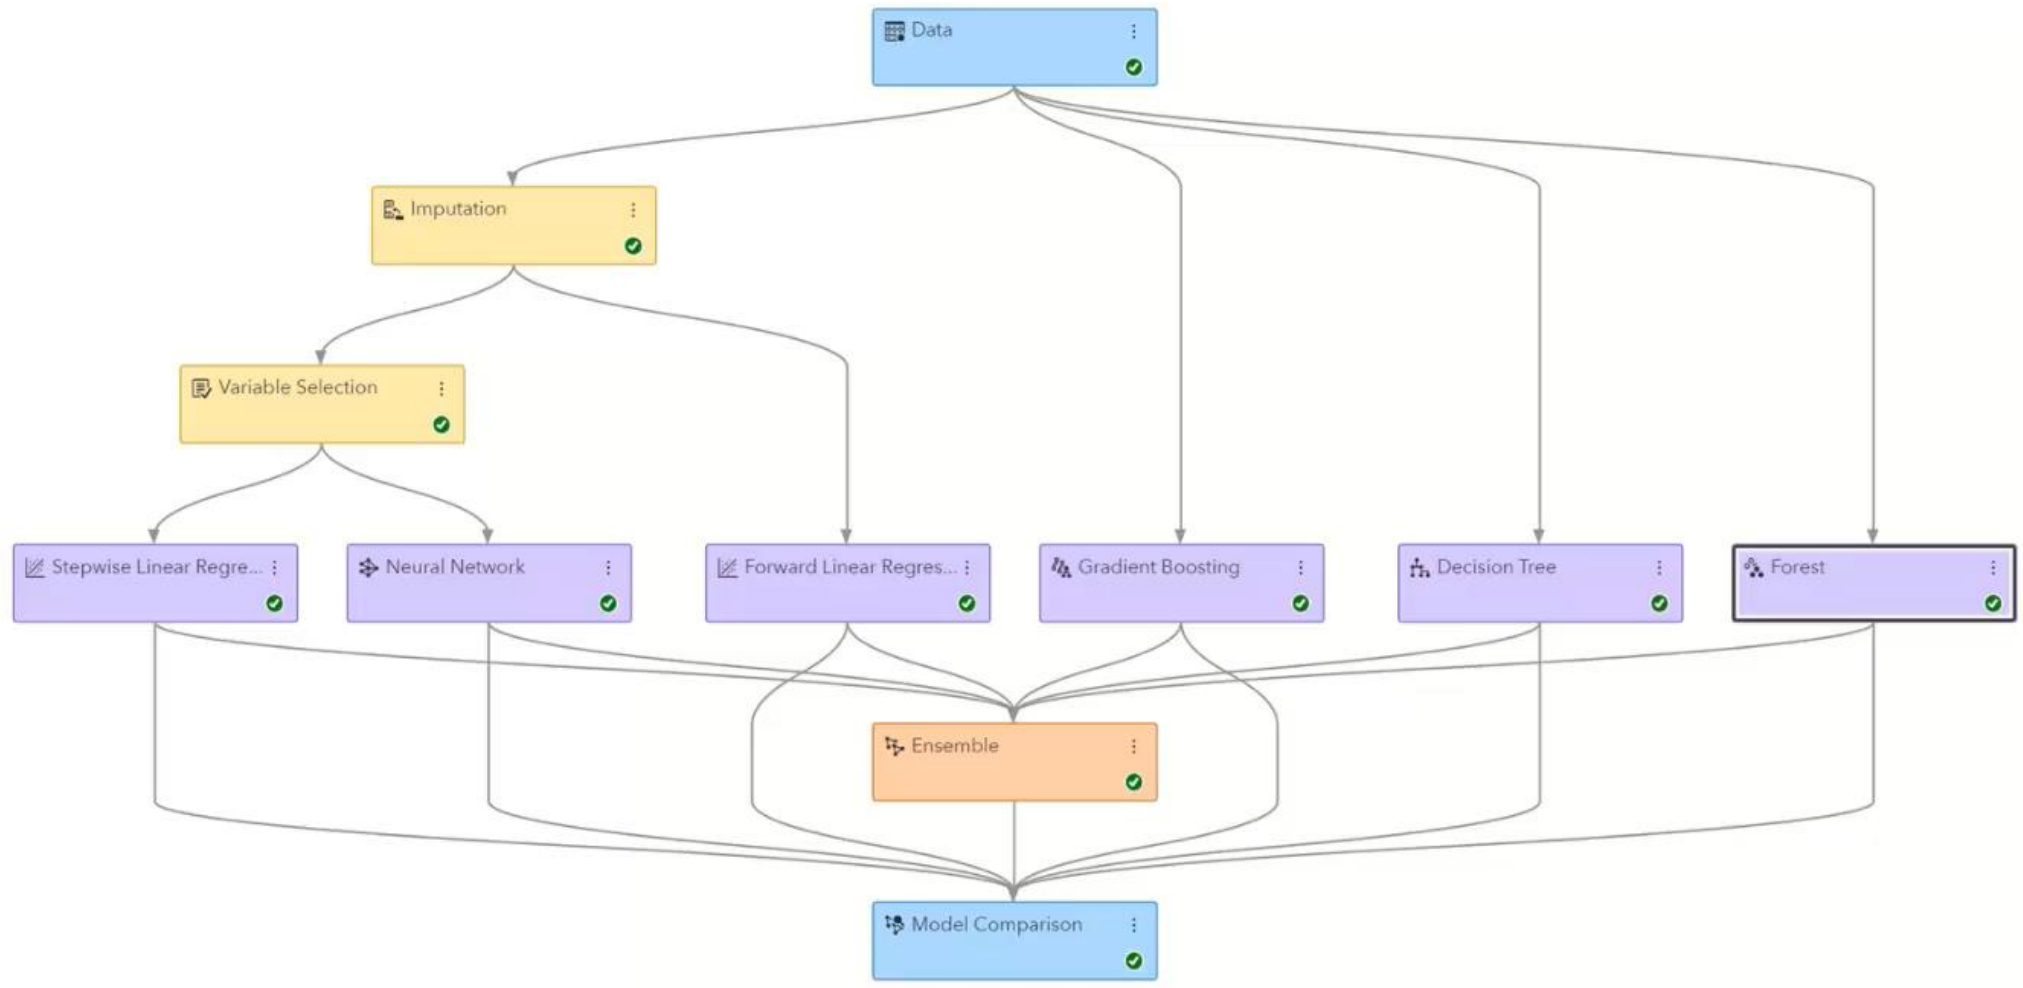 Data
Imputation
Variable Selection
Stepwise Linear Regre...
Neural Network
Forward Linear Regres...
Gradient Boosting
Decision Tree
Forest
Ensemble
Model Comparison